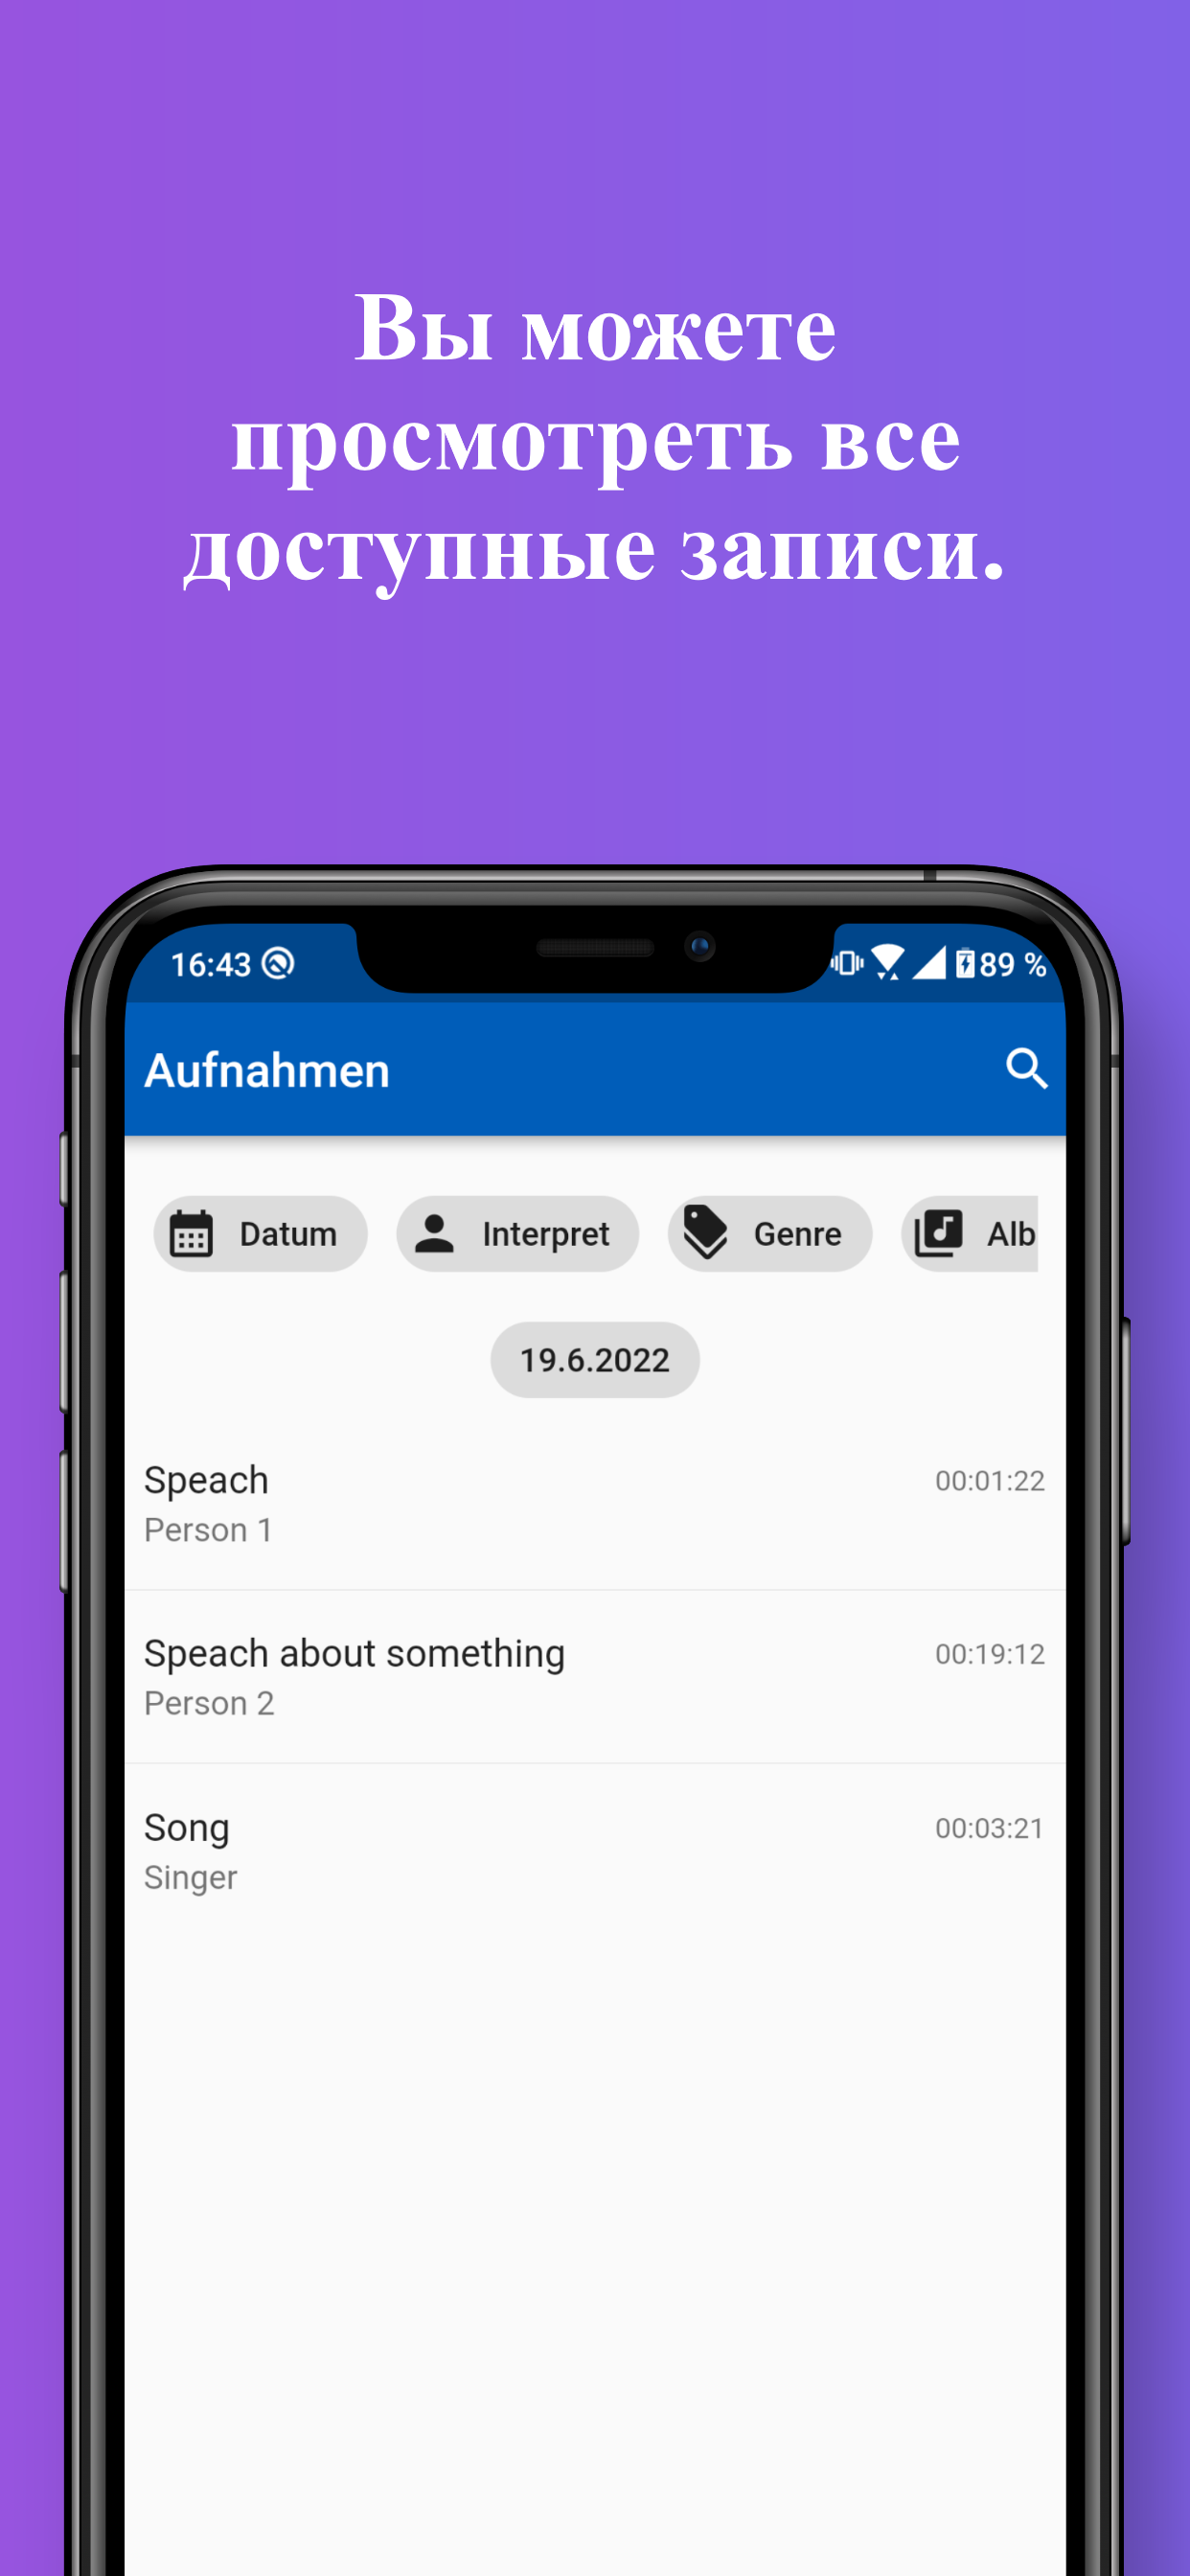 Вы можете
просмотреть все
доступные записи.
16:43 89 %
Aufnahmen
Datum Interpret Genre Alb
19.6.2022
Speach 00:01:22
Person 1
Speach about something 00:19:12
Person 2
Song 00:03:21
Singer